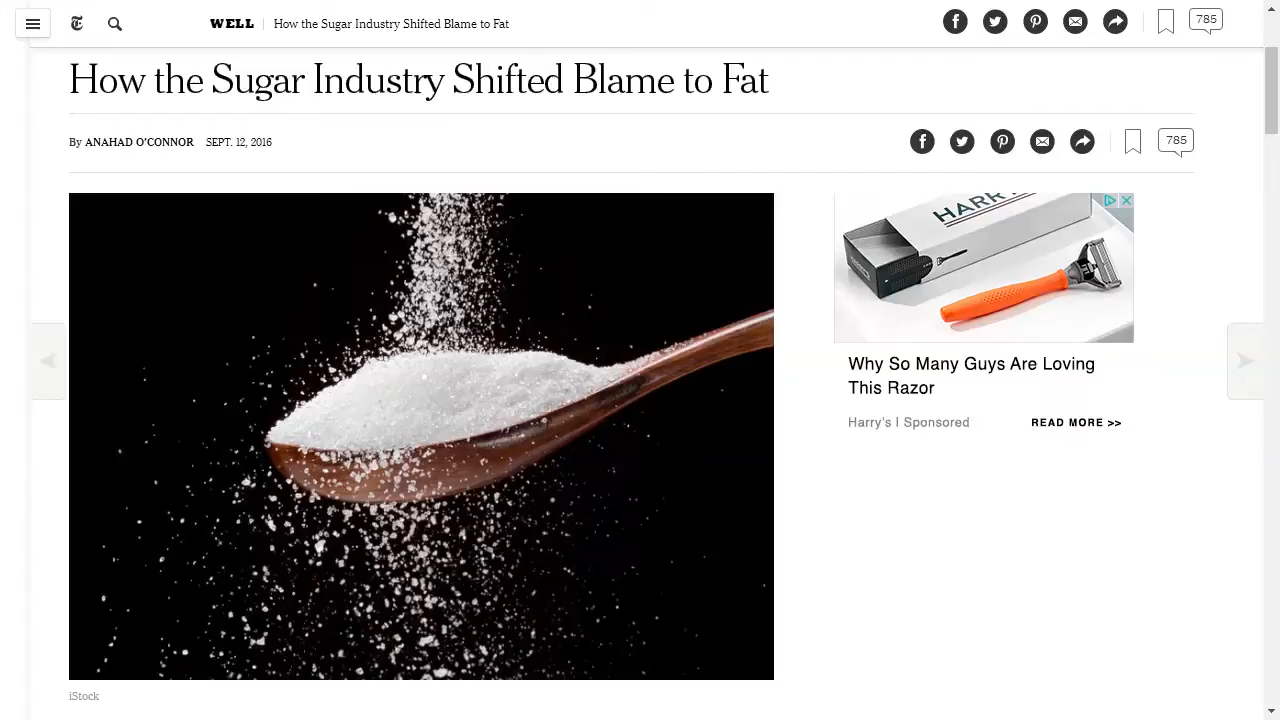 WELL How the Sugar Industry Shifted Blame to Fat
785
How the Sugar Industry Shifted Blame to Fat
By ANAHAD O'CONNOR SEPT. 12, 2016
785
Why So Many Guys Are Loving
This Razor
Harry's | Sponsored
READ MORE >>
iStock